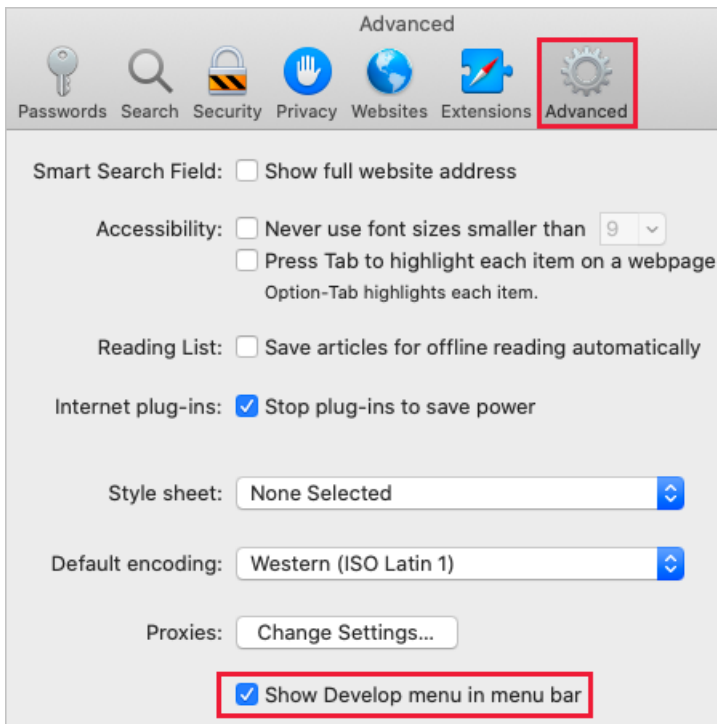 Advanced
Passwords Search Security Privacy Websites Extensions Advanced
Smart Search Field: Show full website address
Accessibility: Never use font sizes smaller than 9
Press Tab to highlight each item on a webpage
Option-Tab highlights each item.
Reading List: Save articles for offline reading automatically
Internet plug-ins: Stop plug-ins to save power
Style sheet: None Selected
Default encoding: Western (ISO Latin 1)
Proxies: Change Settings...
Show Develop menu in menu bar